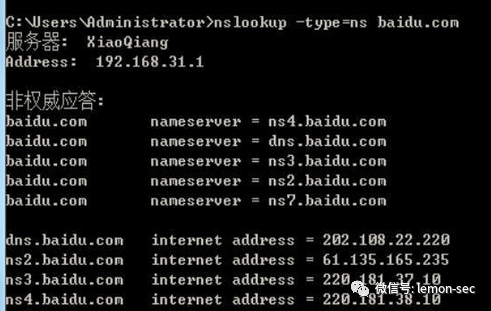 C:\Users\Administrator>nslookup -type=ns baidu.com
服务器:  XiaoQiang
Address:  192.168.31.1
非权威应答:
baidu.com       nameserver = ns4.baidu.com
baidu.com       nameserver = dns.baidu.com
baidu.com       nameserver = ns3.baidu.com
baidu.com       nameserver = ns2.baidu.com
baidu.com       nameserver = ns7.baidu.com
dns.baidu.com   internet address = 202.108.22.220
ns2.baidu.com   internet address = 61.135.165.235
ns3.baidu.com   internet address = 220.181.37.10
ns4.baidu.com   internet address = 220.181.38.10
微信号: lemon-sec